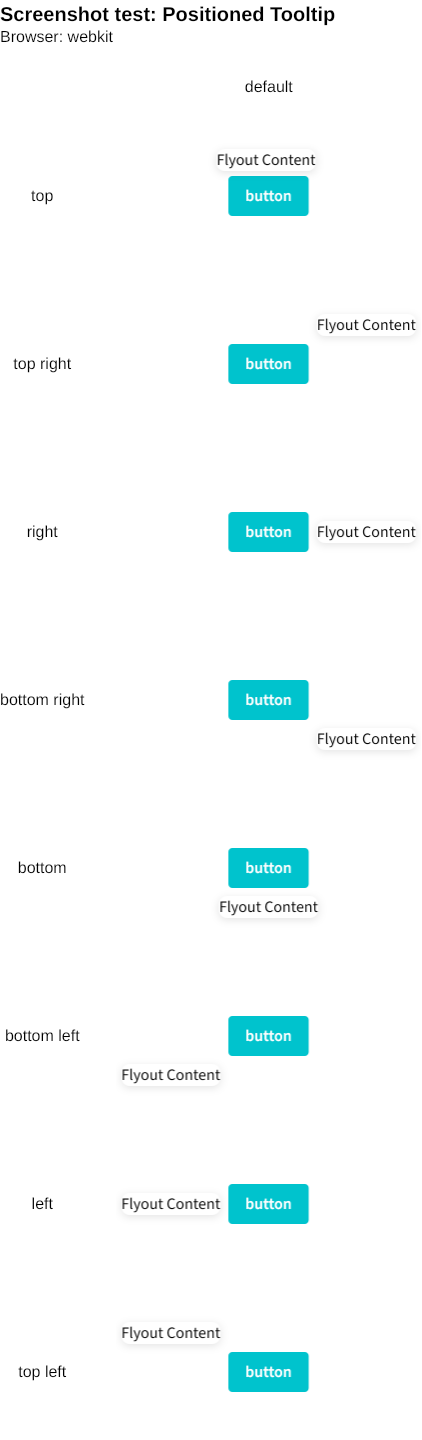 Screenshot test: Positioned Tooltip
Browser: webkit
default
Flyout Content
top button
Flyout Content
top right button
right button Flyout Content
bottom right button
Flyout Content
bottom button
Flyout Content
bottom left button
Flyout Content
left Flyout Content button
Flyout Content
top left button